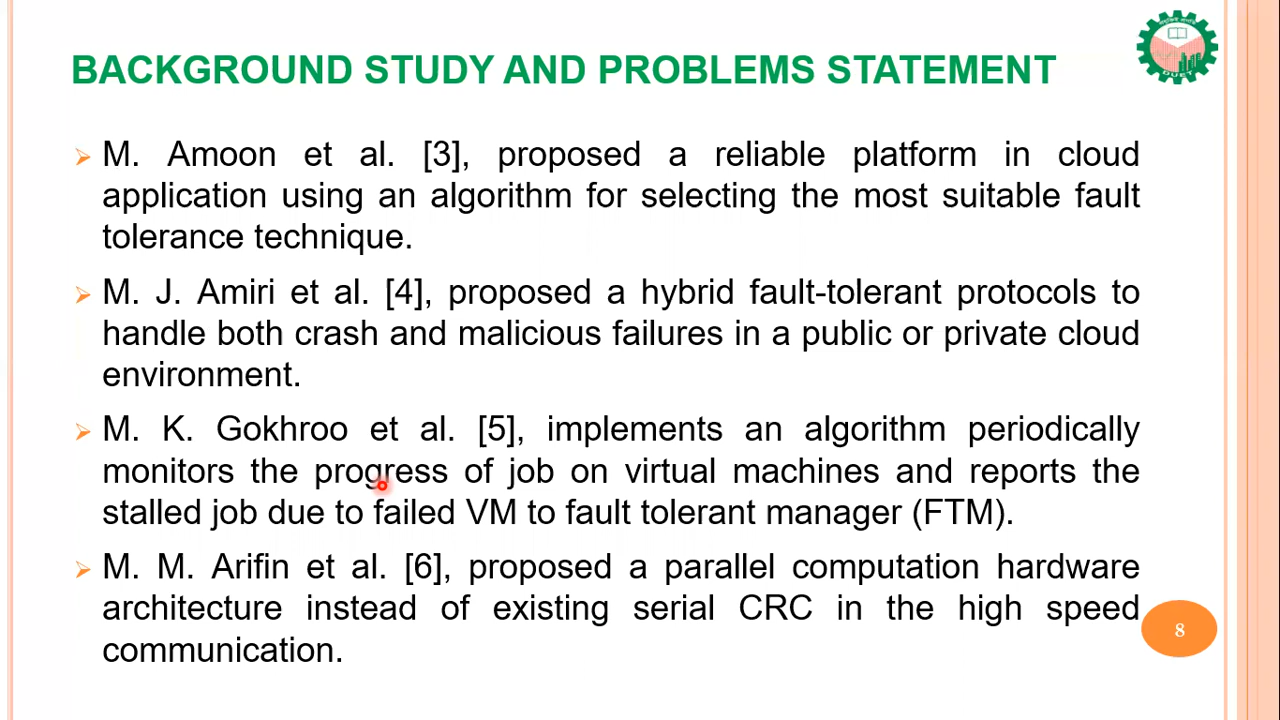 BACKGROUND STUDY AND PROBLEMS STATEMENT
M. Amoon et al. [3], proposed a reliable platform in cloud
application using an algorithm for selecting the most suitable fault
tolerance technique.
M. J. Amiri et al. [4], proposed a hybrid fault-tolerant protocols to
handle both crash and malicious failures in a public or private cloud
environment.
M. K. Gokhroo et al. [5], implements an algorithm periodically
monitors the progress of job on virtual machines and reports the
stalled job due to failed VM to fault tolerant manager (FTM).
M. M. Arifin et al. [6], proposed a parallel computation hardware
architecture instead of existing serial CRC in the high speed
communication.
8